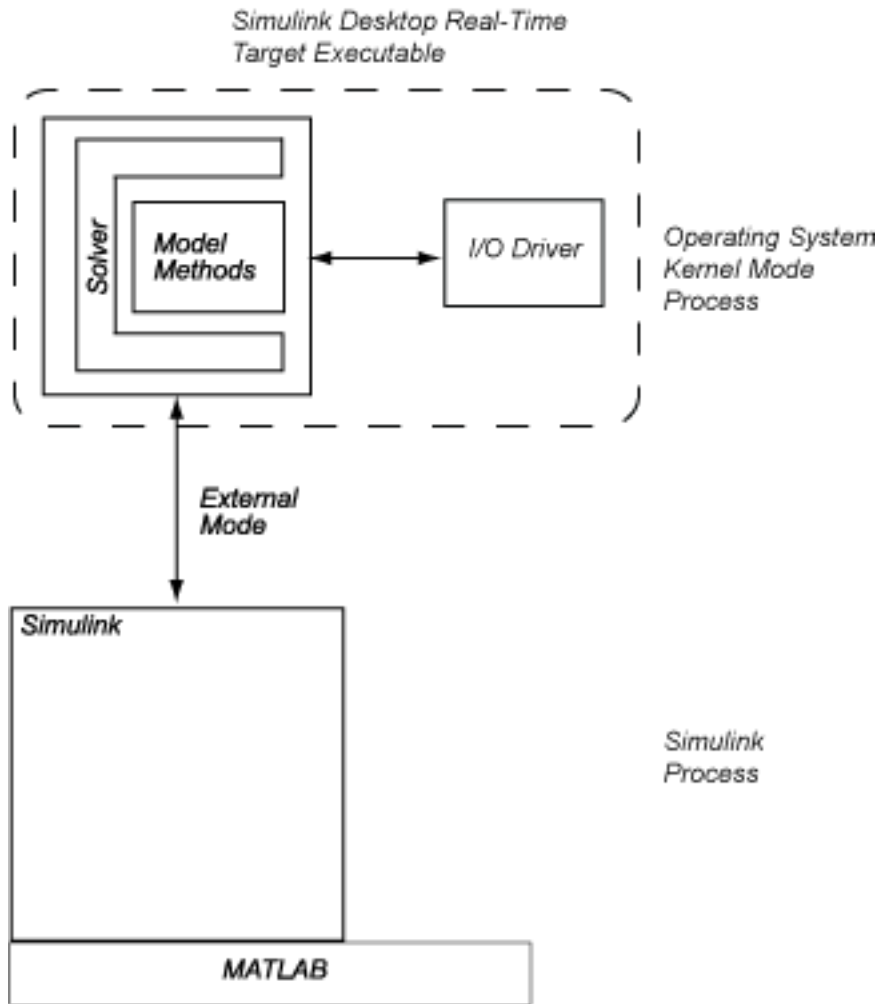 Simulink Desktop Real-Time
Target Executable
Solver
Model
Methods
I/O Driver
Operating System
Kernel Mode
Process
External
Mode
Simulink
Simulink
Process
MATLAB